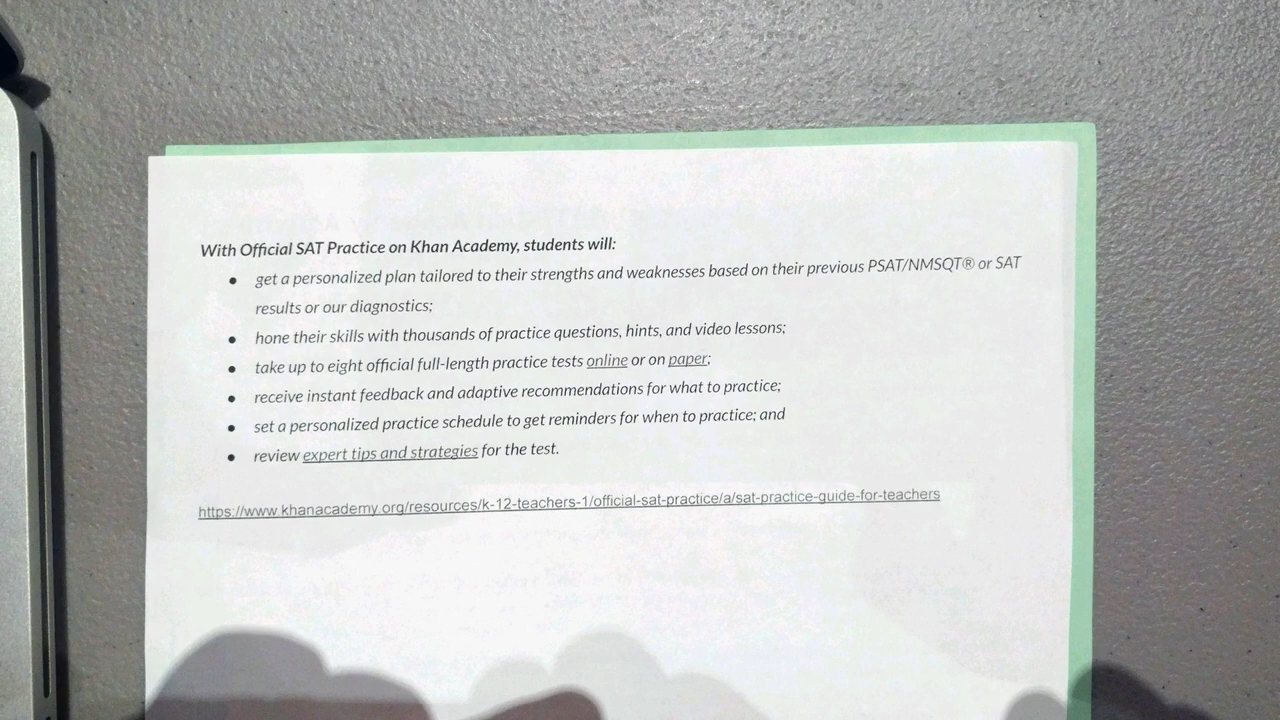 With Official SAT Practice on Khan Academy, students will:
● get a personalized plan tailored to their strengths and weaknesses based on their previous PSAT/NMSQT® or SAT
results or our diagnostics;
● hone their skills with thousands of practice questions, hints, and video lessons;
● take up to eight official full-length practice tests online or on paper;
● receive instant feedback and adaptive recommendations for what to practice;
● set a personalized practice schedule to get reminders for when to practice; and
● review expert tips and strategies for the test.
https://www.khanacademy.org/resources/k-12-teachers-1/official-sat-practice/a/sat-practice-guide-for-teachers